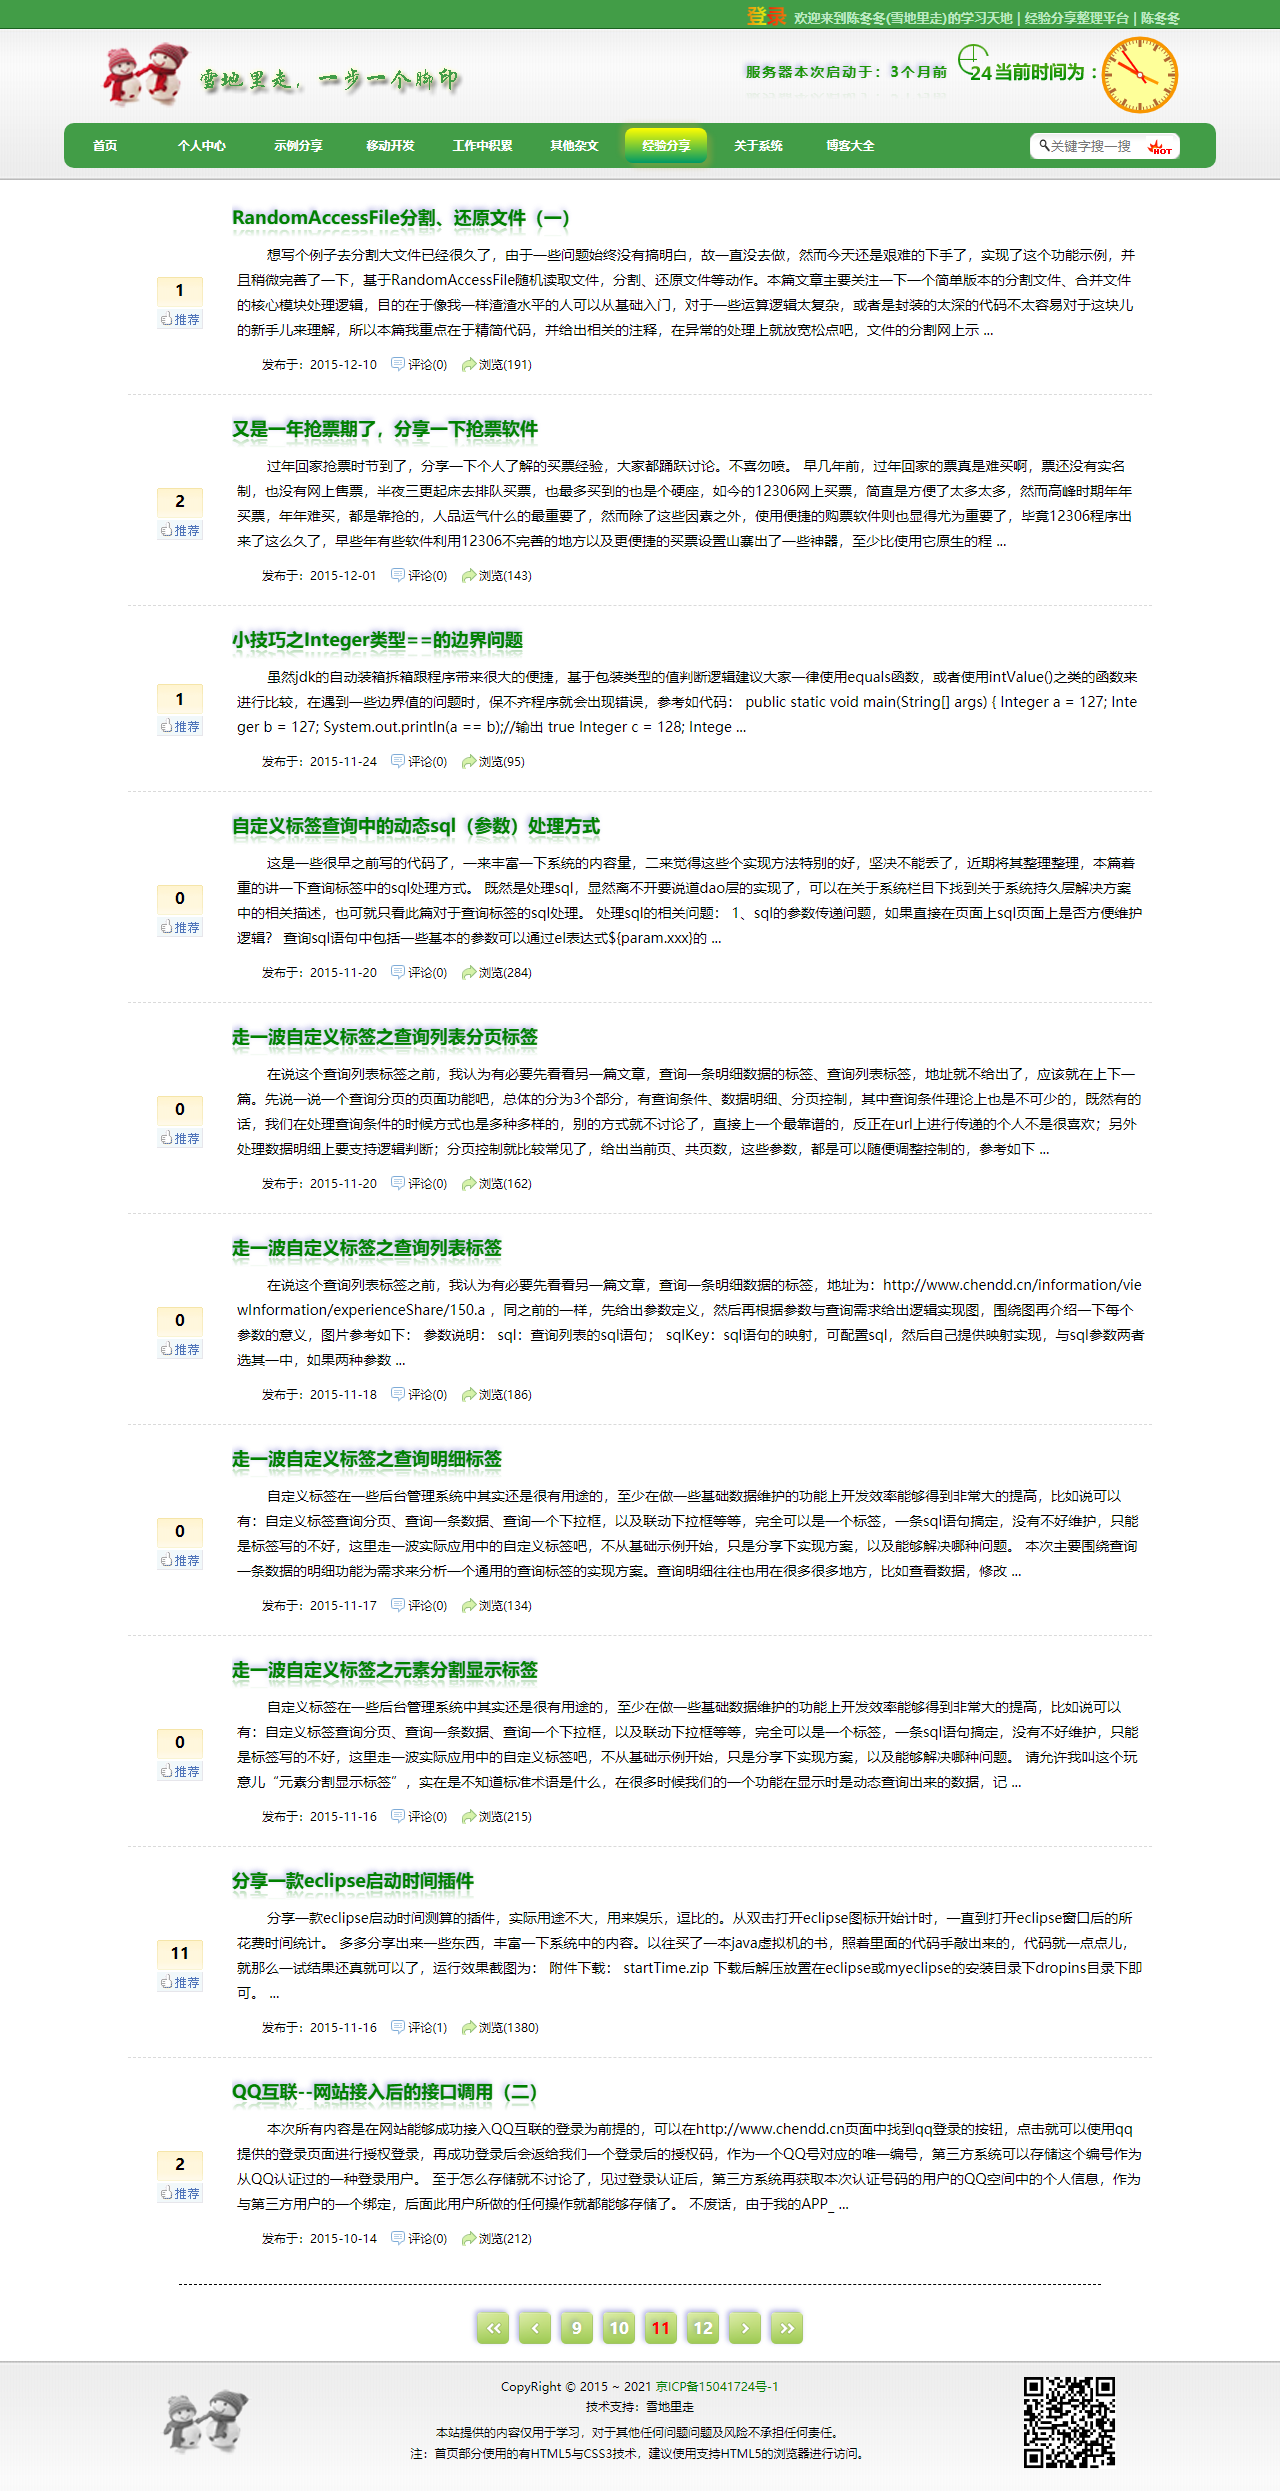 登录 欢迎来到陈冬冬(雪地里走)的学习天地 | 经验分享整理平台 | 陈冬冬
雪地里走，一步一个脚印
服务器本次启动于：3个月前 24 当前时间为：
首页 个人中心 示例分享 移动开发 工作中积累 其他杂文 经验分享 关于系统 博客大全 关键字搜一搜 HOT
RandomAccessFile分割、还原文件（一）
想写个例子去分割大文件已经很久了，由于一些问题始终没有搞明白，故一直没去做，然而今天还是艰难的下手了，实现了这个功能示例，并
且稍微完善了一下，基于RandomAccessFile随机读取文件，分割、还原文件等动作。本篇文章主要关注一下一个简单版本的分割文件、合并文件
的核心模块处理逻辑，目的在于像我一样渣渣水平的人可以从基础入门，对于一些运算逻辑太复杂，或者是封装的太深的代码不太容易对于这块儿
的新手儿来理解，所以本篇我重点在于精简代码，并给出相关的注释，在异常的处理上就放宽松点吧，文件的分割网上示 ...
1
推荐
发布于：2015-12-10 评论(0) 浏览(191)
又是一年抢票期了，分享一下抢票软件
过年回家抢票时节到了，分享一下个人了解的买票经验，大家都踊跃讨论。不喜勿喷。 早几年前，过年回家的票真是难买啊，票还没有实名
制，也没有网上售票，半夜三更起床去排队买票，也最多买到的也是个硬座，如今的12306网上买票，简直是方便了太多太多，然而高峰时期年年
买票，年年难买，都是靠抢的，人品运气什么的最重要了，然而除了这些因素之外，使用便捷的购票软件则也显得尤为重要了，毕竟12306程序出
来了这么久了，早些年有些软件利用12306不完善的地方以及更便捷的买票设置山寨出了一些神器，至少比使用它原生的程 ...
2
推荐
发布于：2015-12-01 评论(0) 浏览(143)
小技巧之Integer类型==的边界问题
虽然jdk的自动装箱拆箱跟程序带来很大的便捷，基于包装类型的值判断逻辑建议大家一律使用equals函数，或者使用intValue()之类的函数来
进行比较，在遇到一些边界值的问题时，保不齐程序就会出现错误，参考如代码： public static void main(String[] args) { Integer a = 127; Inte
ger b = 127; System.out.println(a == b);//输出 true Integer c = 128; Intege ...
1
推荐
发布于：2015-11-24 评论(0) 浏览(95)
自定义标签查询中的动态sql（参数）处理方式
这是一些很早之前写的代码了，一来丰富一下系统的内容量，二来觉得这些个实现方法特别的好，坚决不能丢了，近期将其整理整理，本篇着
重的讲一下查询标签中的sql处理方式。 既然是处理sql，显然离不开要说道dao层的实现了，可以在关于系统栏目下找到关于系统持久层解决方案
中的相关描述，也可就只看此篇对于查询标签的sql处理。 处理sql的相关问题： 1、sql的参数传递问题，如果直接在页面上sql页面上是否方便维护
逻辑？ 查询sql语句中包括一些基本的参数可以通过el表达式${param.xxx}的 ...
0
推荐
发布于：2015-11-20 评论(0) 浏览(284)
走一波自定义标签之查询列表分页标签
在说这个查询列表标签之前，我认为有必要先看看另一篇文章，查询一条明细数据的标签、查询列表标签，地址就不给出了，应该就在上下一
篇。先说一说一个查询分页的页面功能吧，总体的分为3个部分，有查询条件、数据明细、分页控制，其中查询条件理论上也是不可少的，既然有的
话，我们在处理查询条件的时候方式也是多种多样的，别的方式就不讨论了，直接上一个最靠谱的，反正在url上进行传递的个人不是很喜欢；另外
处理数据明细上要支持逻辑判断；分页控制就比较常见了，给出当前页、共页数，这些参数，都是可以随便调整控制的，参考如下 ...
0
推荐
发布于：2015-11-20 评论(0) 浏览(162)
走一波自定义标签之查询列表标签
在说这个查询列表标签之前，我认为有必要先看看另一篇文章，查询一条明细数据的标签，地址为：http://www.chendd.cn/information/vie
wInformation/experienceShare/150.a ，同之前的一样，先给出参数定义，然后再根据参数与查询需求给出逻辑实现图，围绕图再介绍一下每个
参数的意义，图片参考如下： 参数说明： sql：查询列表的sql语句； sqlKey：sql语句的映射，可配置sql，然后自己提供映射实现，与sql参数两者
选其一中，如果两种参数 ...
0
推荐
发布于：2015-11-18 评论(0) 浏览(186)
走一波自定义标签之查询明细标签
自定义标签在一些后台管理系统中其实还是很有用途的，至少在做一些基础数据维护的功能上开发效率能够得到非常大的提高，比如说可以
有：自定义标签查询分页、查询一条数据、查询一个下拉框，以及联动下拉框等等，完全可以是一个标签，一条sql语句搞定，没有不好维护，只能
是标签写的不好，这里走一波实际应用中的自定义标签吧，不从基础示例开始，只是分享下实现方案，以及能够解决哪种问题。 本次主要围绕查询
一条数据的明细功能为需求来分析一个通用的查询标签的实现方案。查询明细往往也用在很多很多地方，比如查看数据，修改 ...
0
推荐
发布于：2015-11-17 评论(0) 浏览(134)
走一波自定义标签之元素分割显示标签
自定义标签在一些后台管理系统中其实还是很有用途的，至少在做一些基础数据维护的功能上开发效率能够得到非常大的提高，比如说可以
有：自定义标签查询分页、查询一条数据、查询一个下拉框，以及联动下拉框等等，完全可以是一个标签，一条sql语句搞定，没有不好维护，只能
是标签写的不好，这里走一波实际应用中的自定义标签吧，不从基础示例开始，只是分享下实现方案，以及能够解决哪种问题。 请允许我叫这个玩
意儿“元素分割显示标签”，实在是不知道标准术语是什么，在很多时候我们的一个功能在显示时是动态查询出来的数据，记 ...
0
推荐
发布于：2015-11-16 评论(0) 浏览(215)
分享一款eclipse启动时间插件
分享一款eclipse启动时间测算的插件，实际用途不大，用来娱乐，逗比的。从双击打开eclipse图标开始计时，一直到打开eclipse窗口后的所
花费时间统计。 多多分享出来一些东西，丰富一下系统中的内容。以往买了一本java虚拟机的书，照着里面的代码手敲出来的，代码就一点点儿，
就那么一试结果还真就可以了，运行效果截图为： 附件下载： startTime.zip 下载后解压放置在eclipse或myeclipse的安装目录下dropins目录下即
可。 ...
11
推荐
发布于：2015-11-16 评论(1) 浏览(1380)
QQ互联--网站接入后的接口调用（二）
本次所有内容是在网站能够成功接入QQ互联的登录为前提的，可以在http://www.chendd.cn页面中找到qq登录的按钮，点击就可以使用qq
提供的登录页面进行授权登录，再成功登录后会返给我们一个登录后的授权码，作为一个QQ号对应的唯一编号，第三方系统可以存储这个编号作为
从QQ认证过的一种登录用户。 至于怎么存储就不讨论了，见过登录认证后，第三方系统再获取本次认证号码的用户的QQ空间中的个人信息，作为
与第三方用户的一个绑定，后面此用户所做的任何操作就都能够存储了。 不废话，由于我的APP_ ...
2
推荐
发布于：2015-10-14 评论(0) 浏览(212)
‹‹ ‹ 9 10 11 12 › ››
CopyRight © 2015 ~ 2021 京ICP备15041724号-1
技术支持：雪地里走
本站提供的内容仅用于学习，对于其他任何问题问题及风险不承担任何责任。
注：首页部分使用的有HTML5与CSS3技术，建议使用支持HTML5的浏览器进行访问。